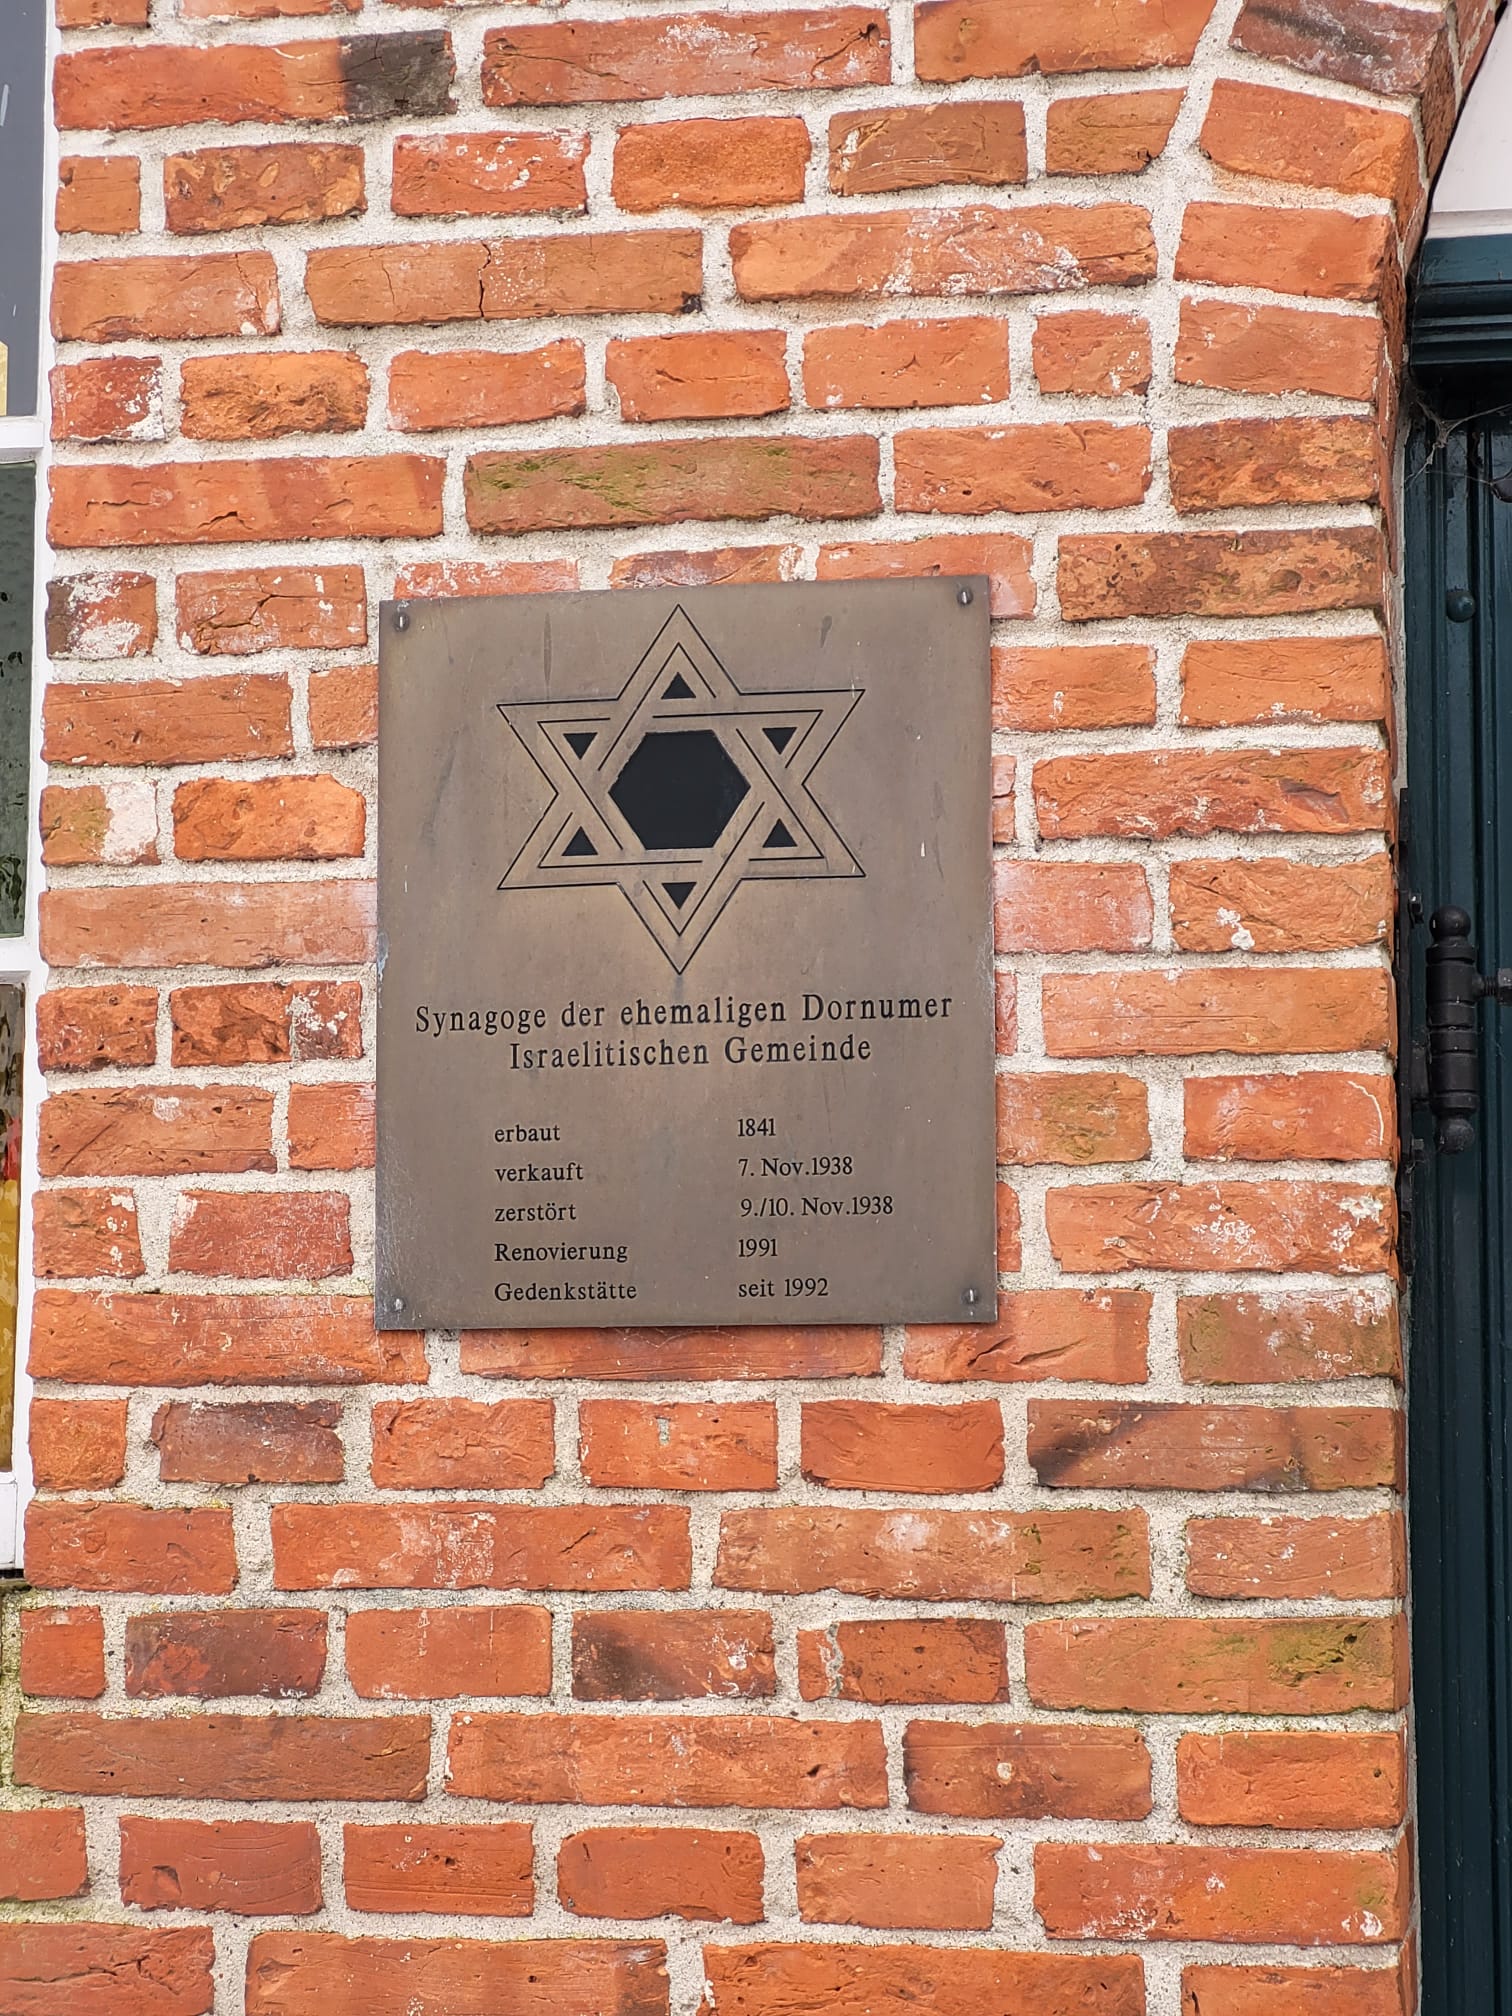 Synagoge der ehemaligen Dornumer
Israelitischen Gemeinde
erbaut 1841
verkauft 7. Nov.1938
zerstört 9./10. Nov.1938
Renovierung 1991
Gedenkstätte seit 1992